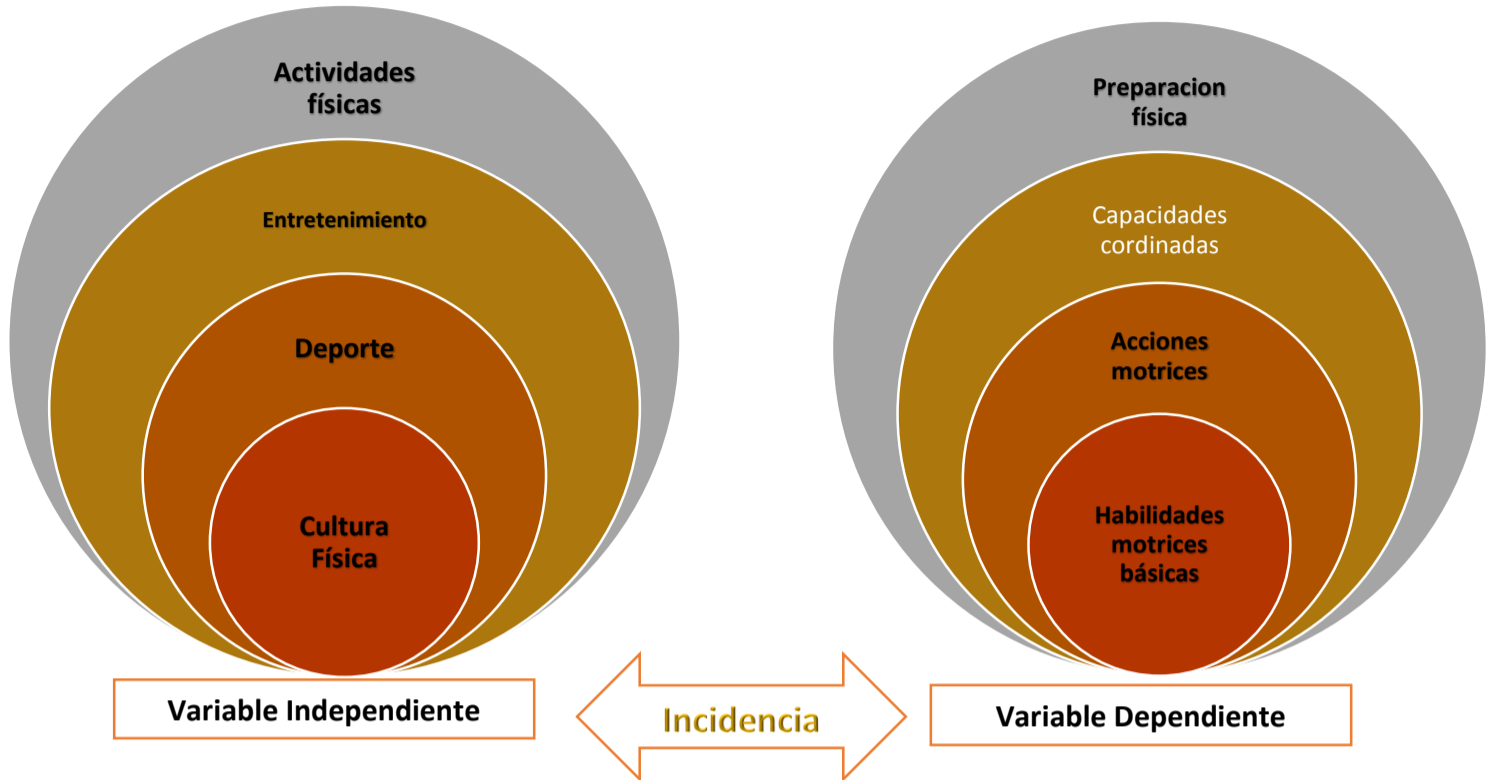 Actividades
físicas
Entretenimiento
Deporte
Cultura
Física
Variable Independiente
Incidencia
Preparacion
física
Capacidades
cordinadas
Acciones
motrices
Habilidades
motrices
básicas
Variable Dependiente